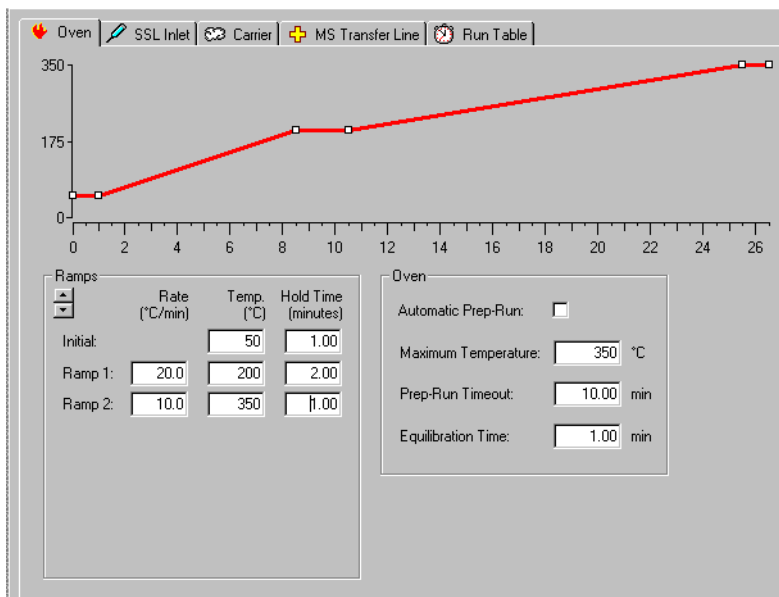 Oven SSL Inlet Carrier MS Transfer Line Run Table
350
175
0
0 2 4 6 8 10 12 14 16 18 20 22 24 26
Ramps
Rate Temp. Hold Time
(°C/min) (°C) (minutes)
Initial: 50 1.00
Ramp 1: 20.0 200 2.00
Ramp 2: 10.0 350 1.00
Oven
Automatic Prep-Run:
Maximum Temperature: 350 °C
Prep-Run Timeout: 10.00 min
Equilibration Time: 1.00 min